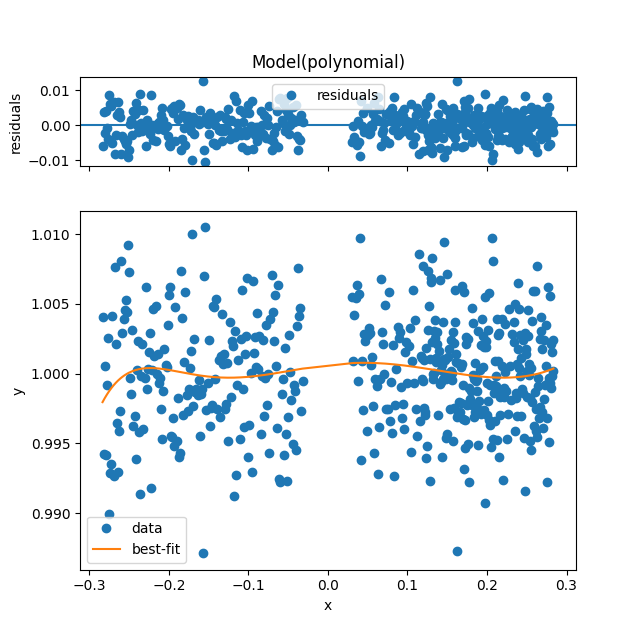 Model(polynomial)
0.01
0.00
−0.01
residuals
residuals
1.010
1.005
1.000
0.995
0.990
y
data
best-fit
−0.3 −0.2 −0.1 0.0 0.1 0.2 0.3
x